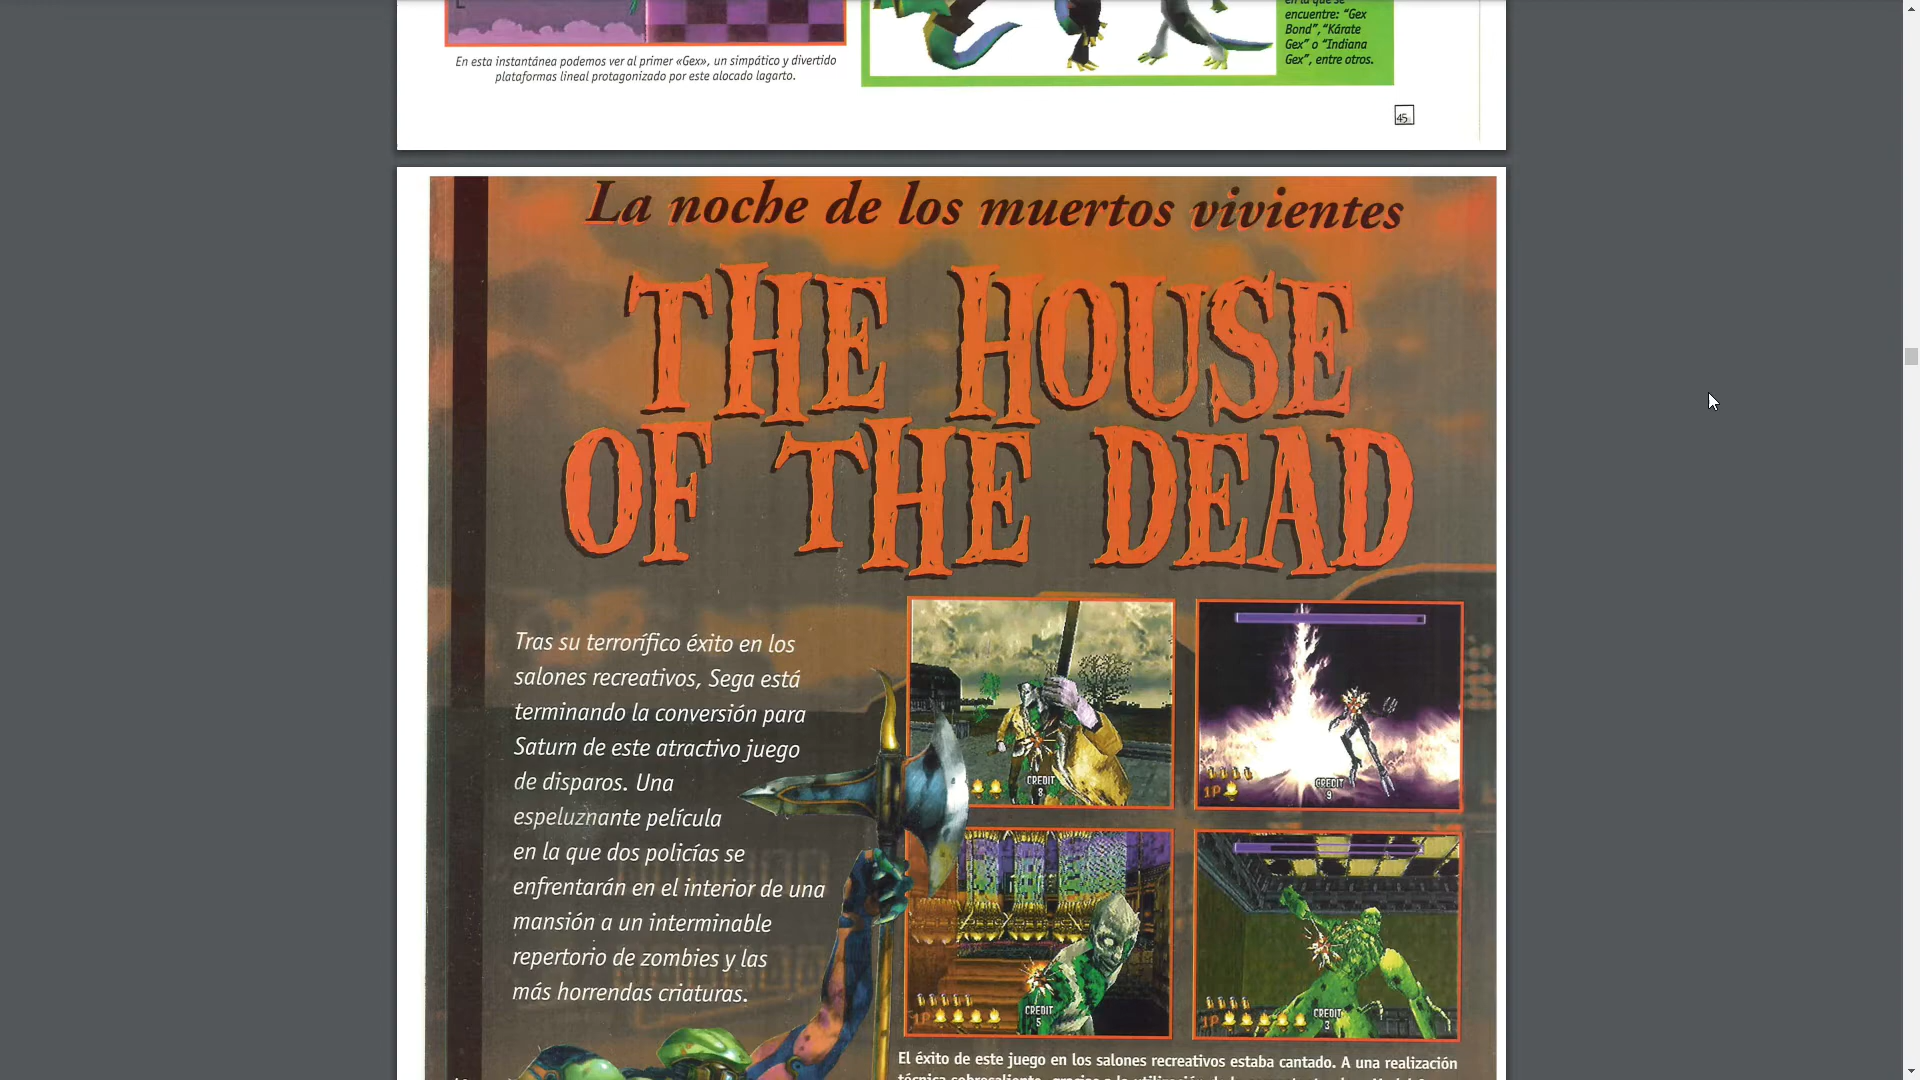 en la que se
encuentre: "Gex
Bond", "Kárate
Gex" o "Indiana
Gex", entre otros.
En esta instantánea podemos ver al primer «Gex», un simpático y divertido
plataformas lineal protagonizado por este alocado lagarto.
45
La noche de los muertos vivientes
THE HOUSE
OF THE DEAD
Tras su terrorífico éxito en los
salones recreativos, Sega está
terminando la conversión para
Saturn de este atractivo juego
de disparos. Una
espeluznante película
en la que dos policías se
enfrentarán en el interior de una
mansión a un interminable
repertorio de zombies y las
más horrendas criaturas.
CREDIT
8
1P
CREDIT
9
1P
CREDIT
5
1P
CREDIT
3
El éxito de este juego en los salones recreativos estaba cantado. A una realización